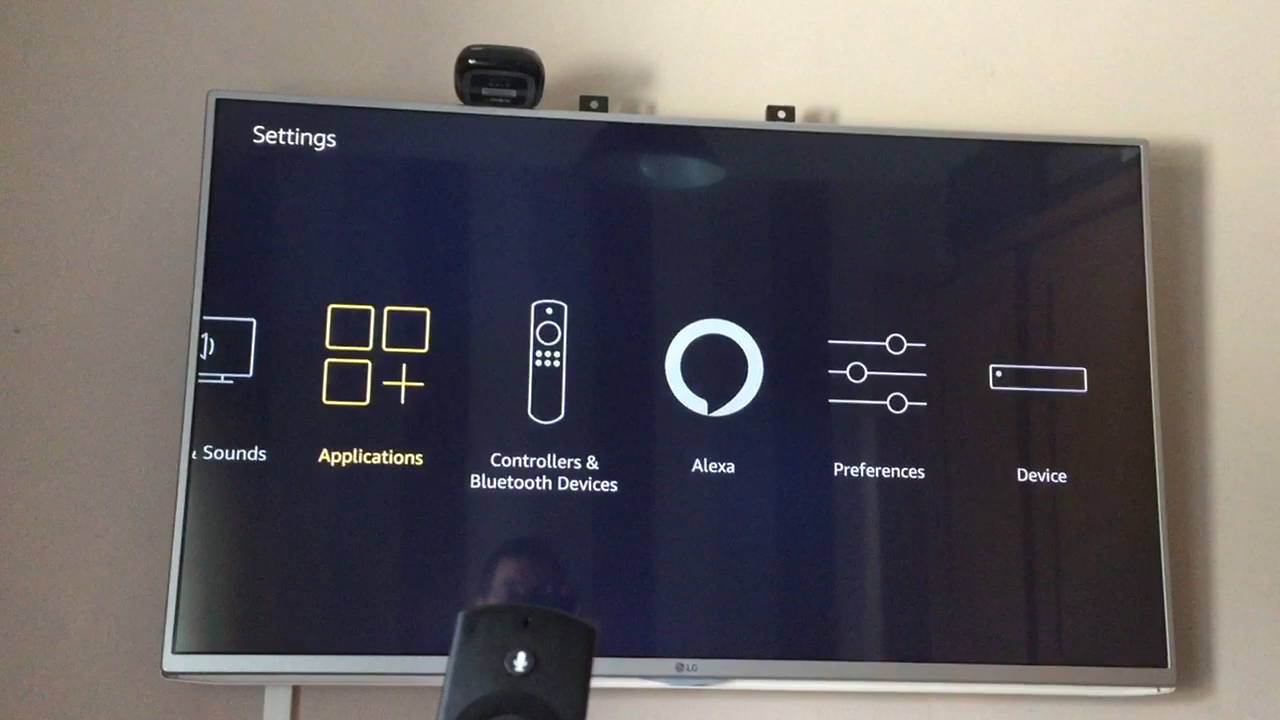 Settings
& Sounds
Applications
Controllers &
Bluetooth Devices
Alexa
Preferences
Device
LG